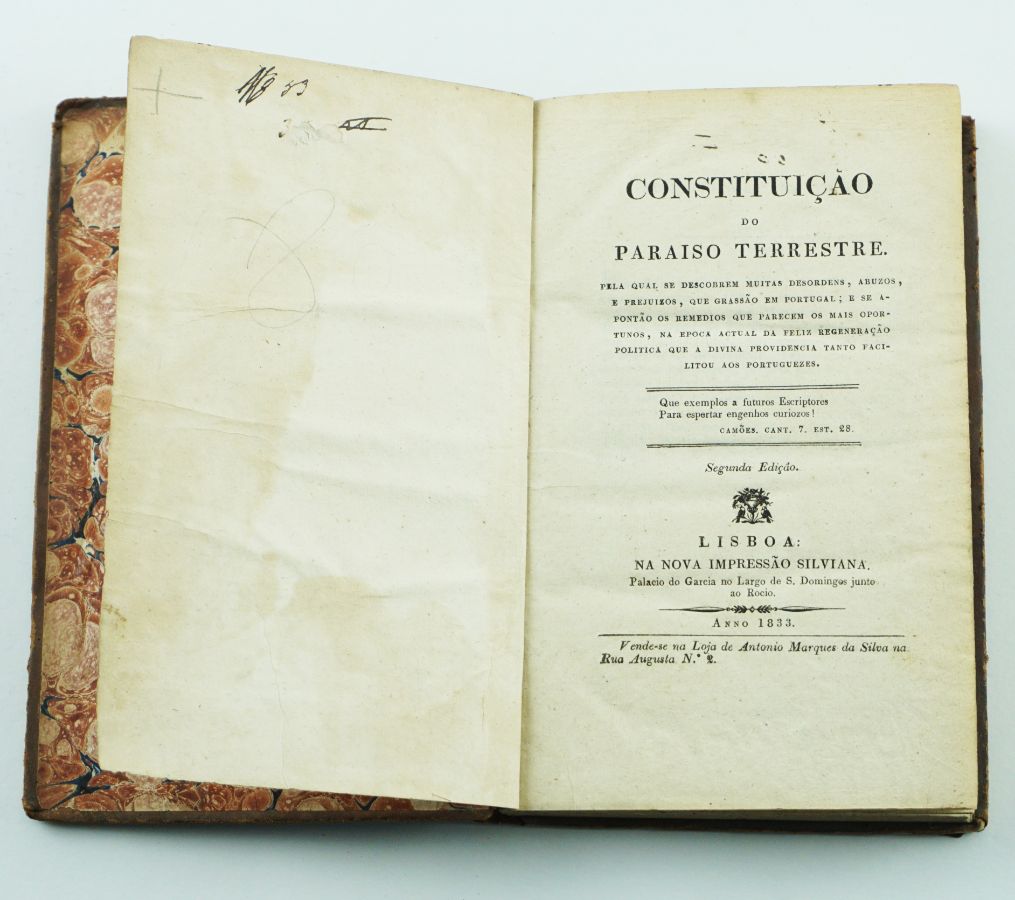 53
CONSTITUIÇÃO
DO
PARAISO TERRESTRE.
PELA QUAL SE DESCOBREM MUITAS DESORDENS, ABUZOS,
E PREJUIZOS, QUE GRASSÃO EM PORTUGAL; E SE A-
PONTÃO OS REMEDIOS QUE PARECEM OS MAIS OPOR-
TUNOS, NA EPOCA ACTUAL DA FELIZ REGENERAÇÃO
POLITICA QUE A DIVINA PROVIDENCIA TANTO FACI-
LITOU AOS PORTUGUEZES.
Que exemplos a futuros Escriptores
Para espertar engenhos curiozos!
CAMÕES. CANT. 7. EST. 28.
Segunda Edição.
LISBOA:
NA NOVA IMPRESSÃO SILVIANA.
Palacio do Garcia no Largo de S. Domingos junto
ao Rocio.
ANNO 1833.
Vende-se na Loja de Antonio Marques da Silva na
Rua Augusta N.º 2.